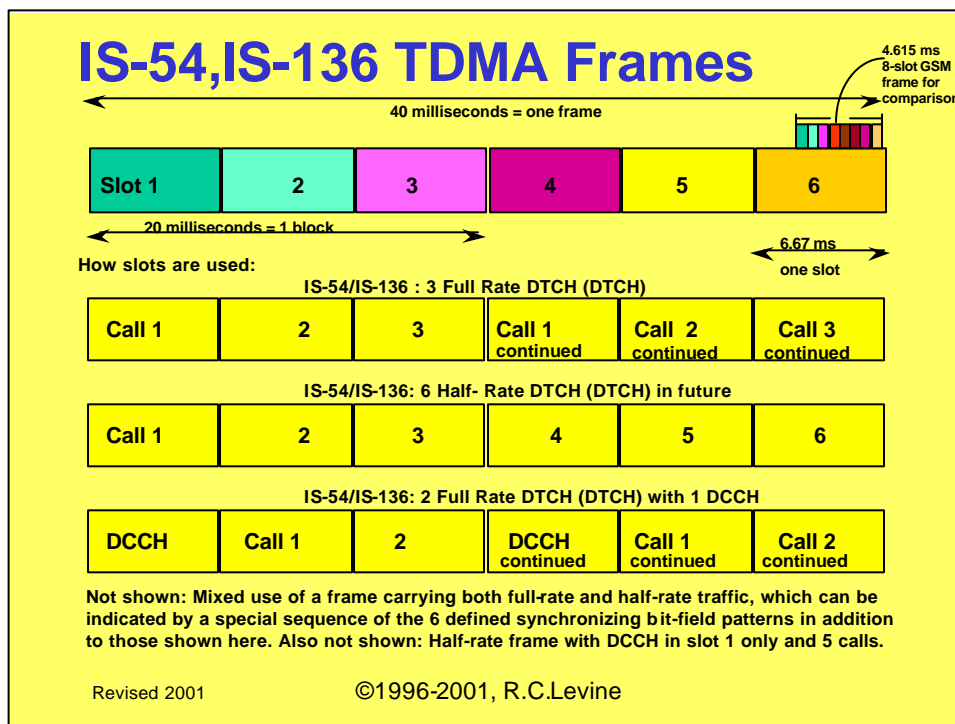 IS-54,IS-136 TDMA Frames
4.615 ms
8-slot GSM
frame for
comparison
40 milliseconds = one frame
Slot 1 2 3 4 5 6
20 milliseconds = 1 block
6.67 ms
one slot
How slots are used:
IS-54/IS-136 : 3 Full Rate DTCH (DTCH)
Call 1 2 3 Call 1 Call 2 Call 3
continued continued continued
IS-54/IS-136: 6 Half- Rate DTCH (DTCH) in future
Call 1 2 3 4 5 6
IS-54/IS-136: 2 Full Rate DTCH (DTCH) with 1 DCCH
DCCH Call 1 2 DCCH Call 1 Call 2
continued continued continued
Not shown: Mixed use of a frame carrying both full-rate and half-rate traffic, which can be
indicated by a special sequence of the 6 defined synchronizing bit-field patterns in addition
to those shown here. Also not shown: Half-rate frame with DCCH in slot 1 only and 5 calls.
Revised 2001 ©1996-2001, R.C.Levine